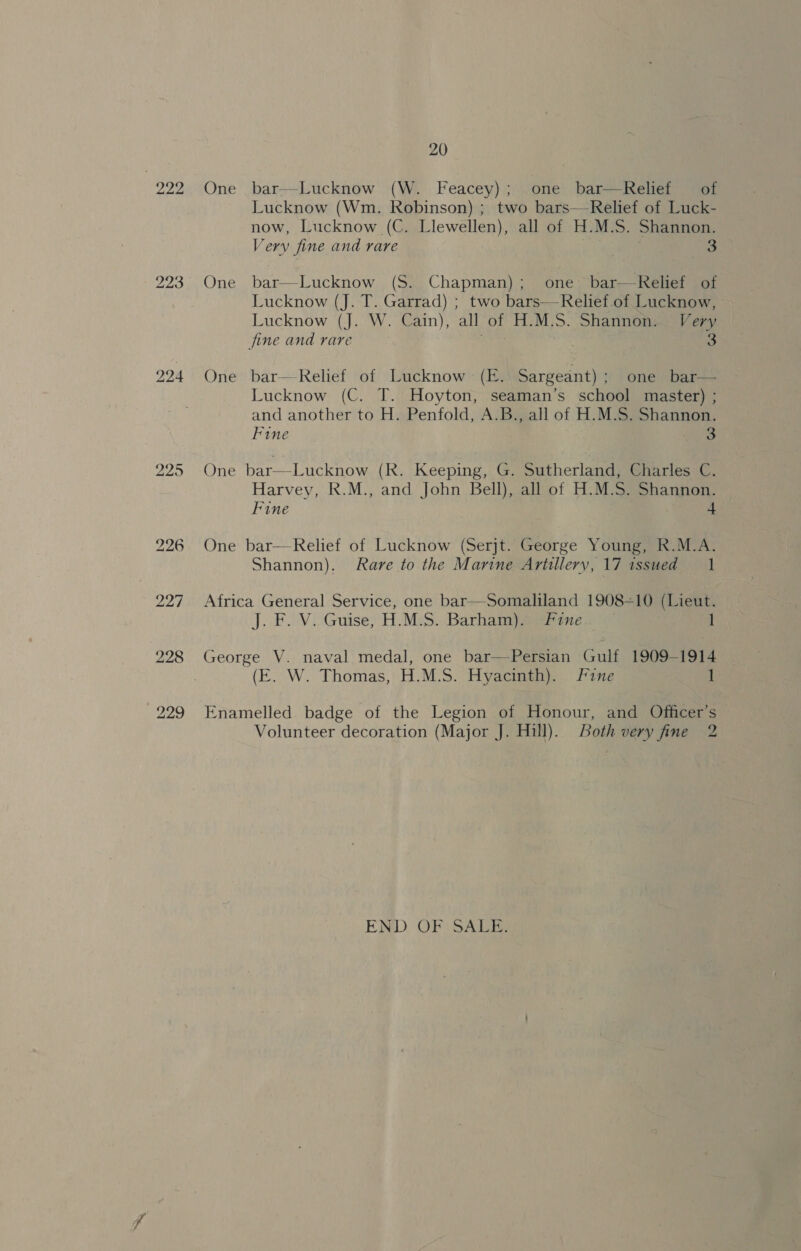 20
222 One bar—Lucknow (W. Feacey); one bar—Relief of
Lucknow (Wm. Robinson); two bars—Relief of Luck-
now, Lucknow (C. Llewellen), all of H.M.S. Shannon.
Very fine and rare 3
223 One bar—Lucknow (S. Chapman); one bar—Relief of
Lucknow (J. T. Garrad); two bars—Relief of Lucknow,
Lucknow (J. W. Cain), all of H.M.S. Shannon. Very
fine and rare 3
224 One bar—Relief of Lucknow (E. Sargeant); one bar—
Lucknow (C. T. Hoyton, seaman's school master);
and another to H. Penfold, A.B., all of H.M.S. Shannon.
Fine 3
225 One bar—Lucknow (R. Keeping, G. Sutherland, Charles C.
Harvey, R.M., and John Bell), all of H.M.S. Shannon.
Fine 4
226 One bar—Relief of Lucknow (Serjt. George Young, R.M.A.
Shannon). Rare to the Marine Artillery, 17 issued 1
227 Africa General Service, one bar—Somaliland 1908-10 (Lieut.
J. F. V. Guise, H.M.S. Barham). Fine 1
228 George V. naval medal, one bar—Persian Gulf 1909-1914
(E. W. Thomas, H.M.S. Hyacinth). Fine 1
229 Enamelled badge of the Legion of Honour, and Officer's
Volunteer decoration (Major J. Hill). Both very fine 2
END OF SALE.